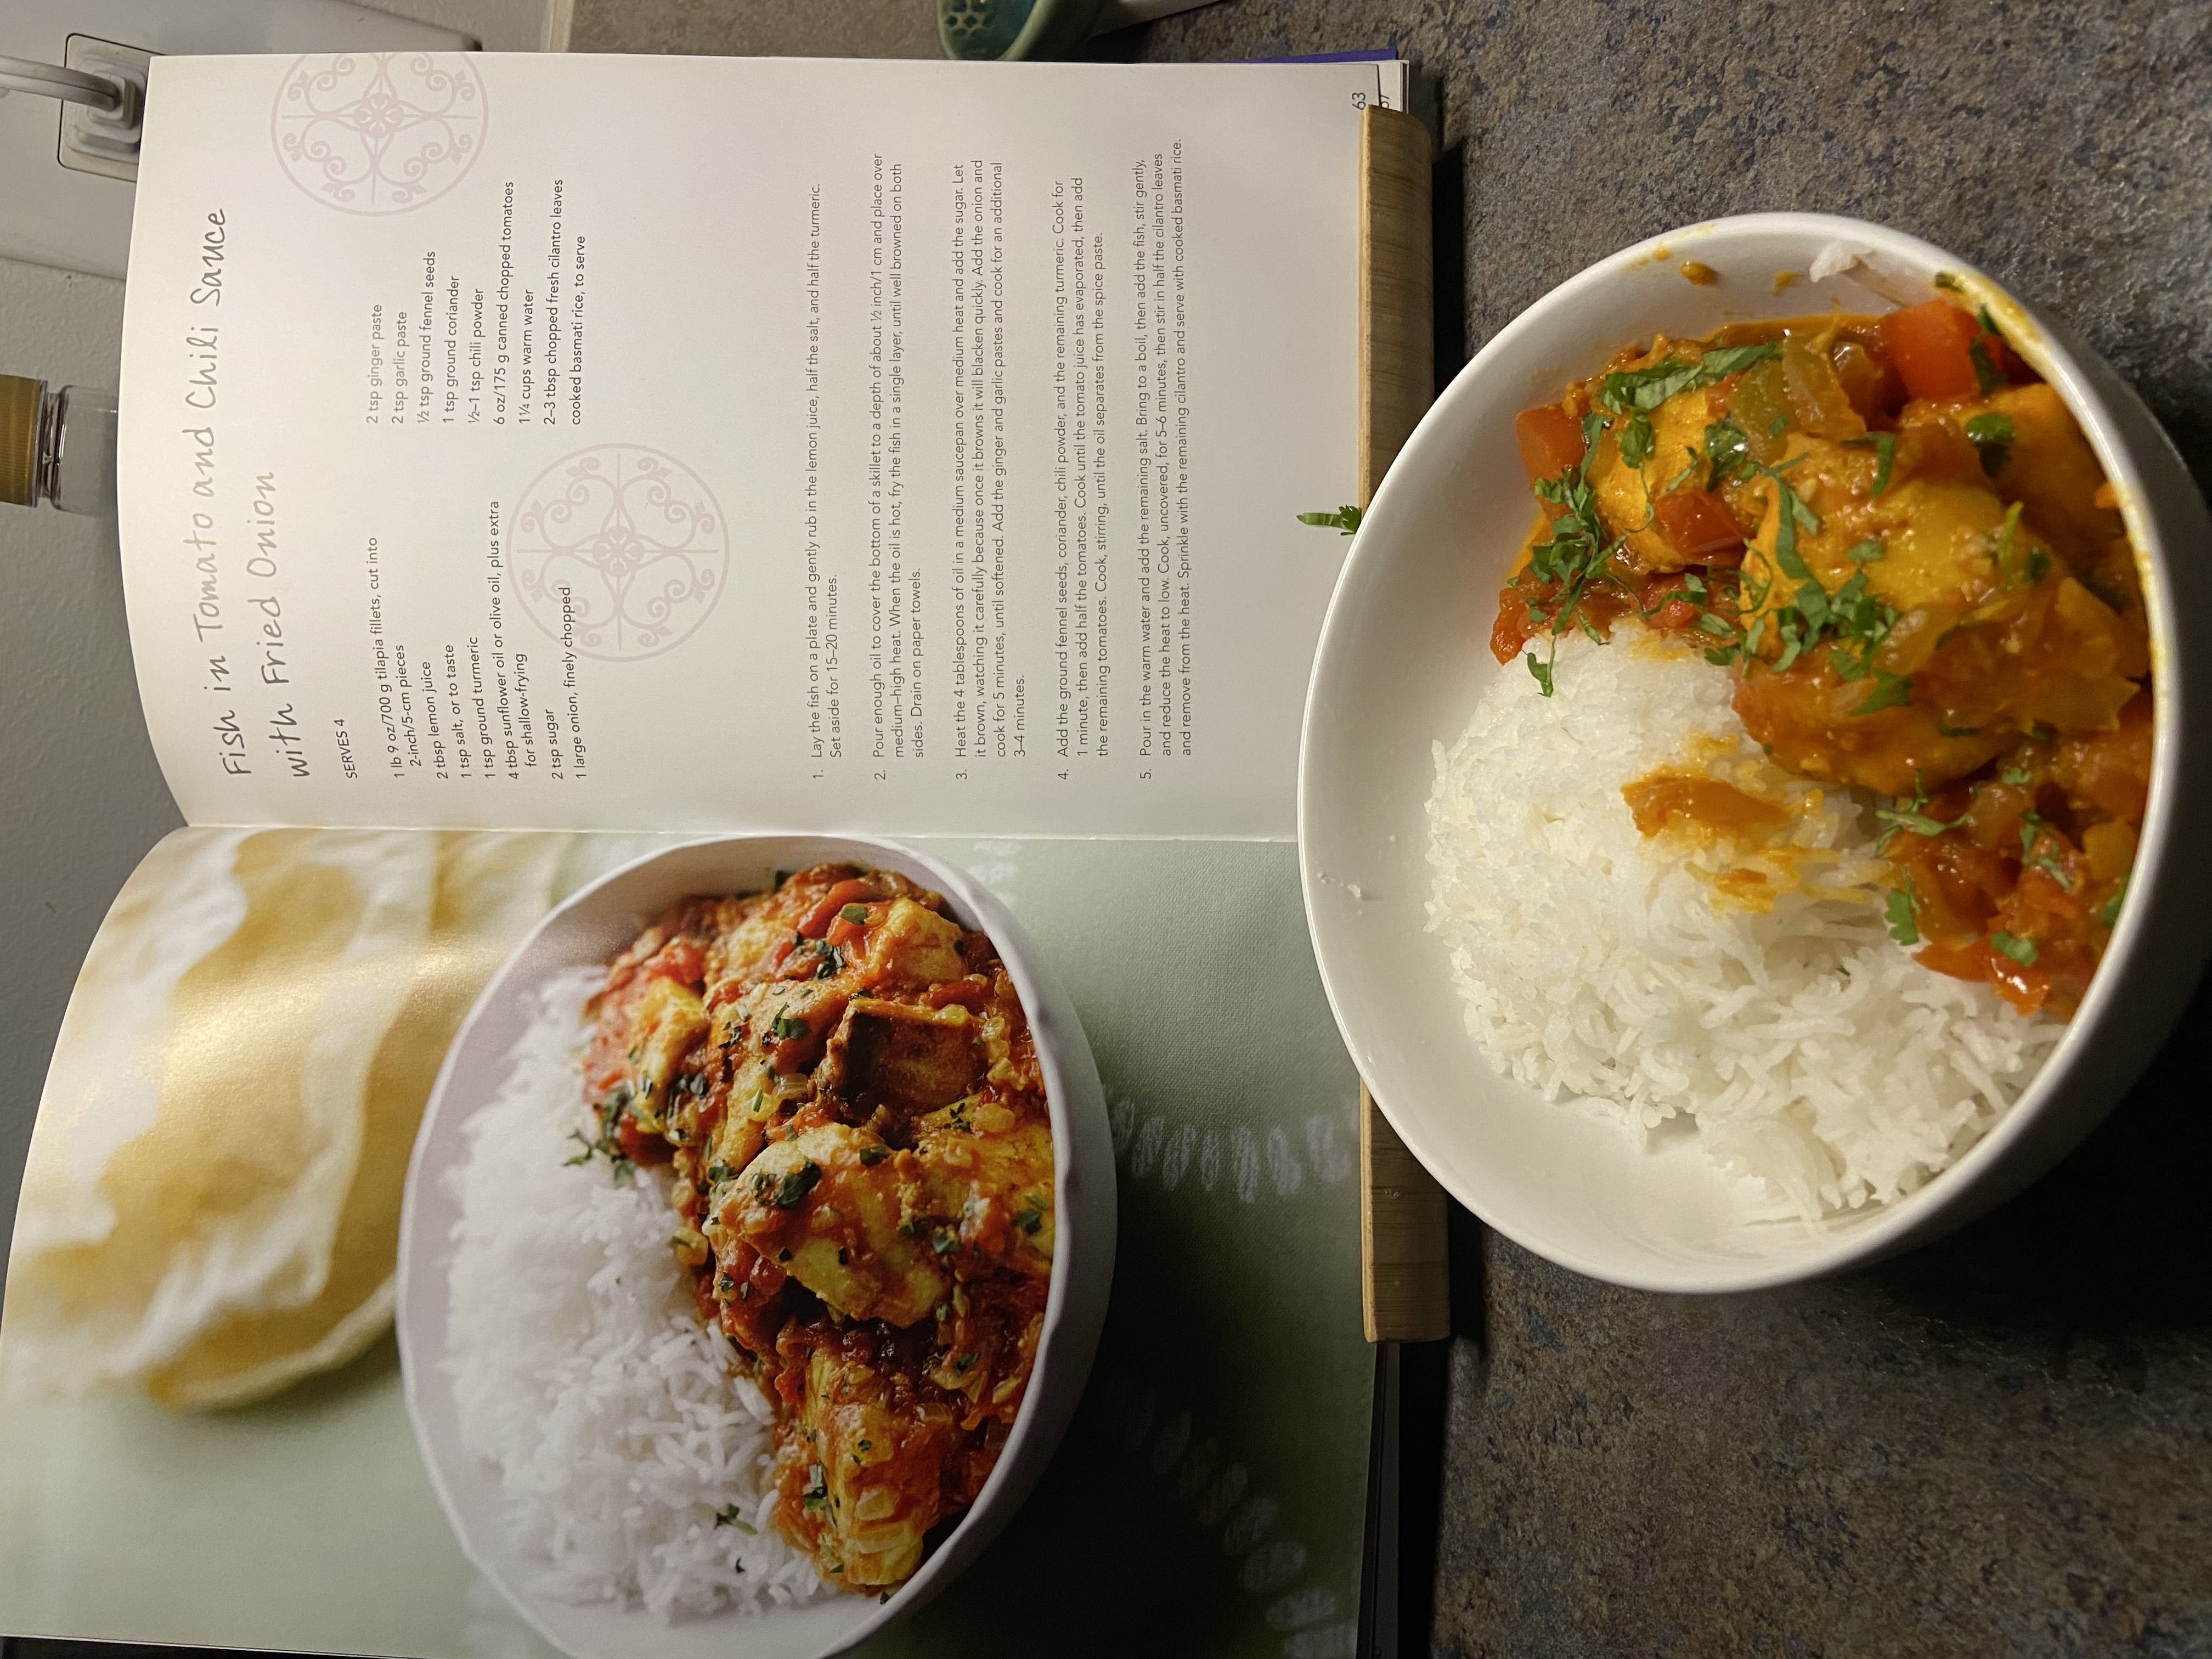 Fish in Tomato and Chili Sauce
with Fried Onion
SERVES 4
1 lb 9 oz/700 g tilapia fillets, cut into
2-inch/5-cm pieces
2 tbsp lemon juice
1 tsp salt, or to taste
1 tsp ground turmeric
4 tbsp sunflower oil or olive oil, plus extra
for shallow-frying
2 tsp sugar
1 large onion, finely chopped
2 tsp ginger paste
2 tsp garlic paste
½ tsp ground fennel seeds
1 tsp ground coriander
½–1 tsp chili powder
6 oz/175 g canned chopped tomatoes
1¼ cups warm water
2–3 tbsp chopped fresh cilantro leaves
cooked basmati rice, to serve
1. Lay the fish on a plate and gently rub in the lemon juice, half the salt, and half the turmeric.
Set aside for 15–20 minutes.
2. Pour enough oil to cover the bottom of a skillet to a depth of about ½ inch/1 cm and place over
medium–high heat. When the oil is hot, fry the fish in a single layer, until well browned on both
sides. Drain on paper towels.
3. Heat the 4 tablespoons of oil in a medium saucepan over medium heat and add the sugar. Let
it brown, watching it carefully because once it browns it will blacken quickly. Add the onion and
cook for 5 minutes, until softened. Add the ginger and garlic pastes and cook for an additional
3–4 minutes.
4. Add the ground fennel seeds, coriander, chili powder, and the remaining turmeric. Cook for
1 minute, then add half the tomatoes. Cook until the tomato juice has evaporated, then add
the remaining tomatoes. Cook, stirring, until the oil separates from the spice paste.
5. Pour in the warm water and add the remaining salt. Bring to a boil, then add the fish, stir gently,
and reduce the heat to low. Cook, uncovered, for 5–6 minutes, then stir in half the cilantro leaves
and remove from the heat. Sprinkle with the remaining cilantro and serve with cooked basmati rice.
63